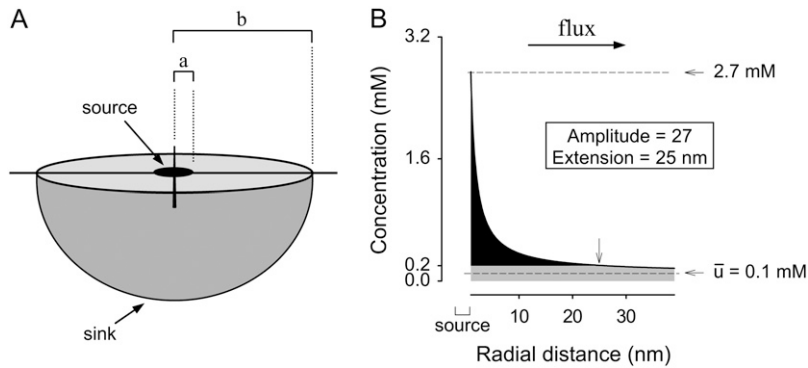 A
b
a
source
sink
B
flux
3.2
1.6
0.2
0.0
Concentration (mM)
2.7 mM
Amplitude = 27
Extension = 25 nm
u̅ = 0.1 mM
source
10
20
30
Radial distance (nm)